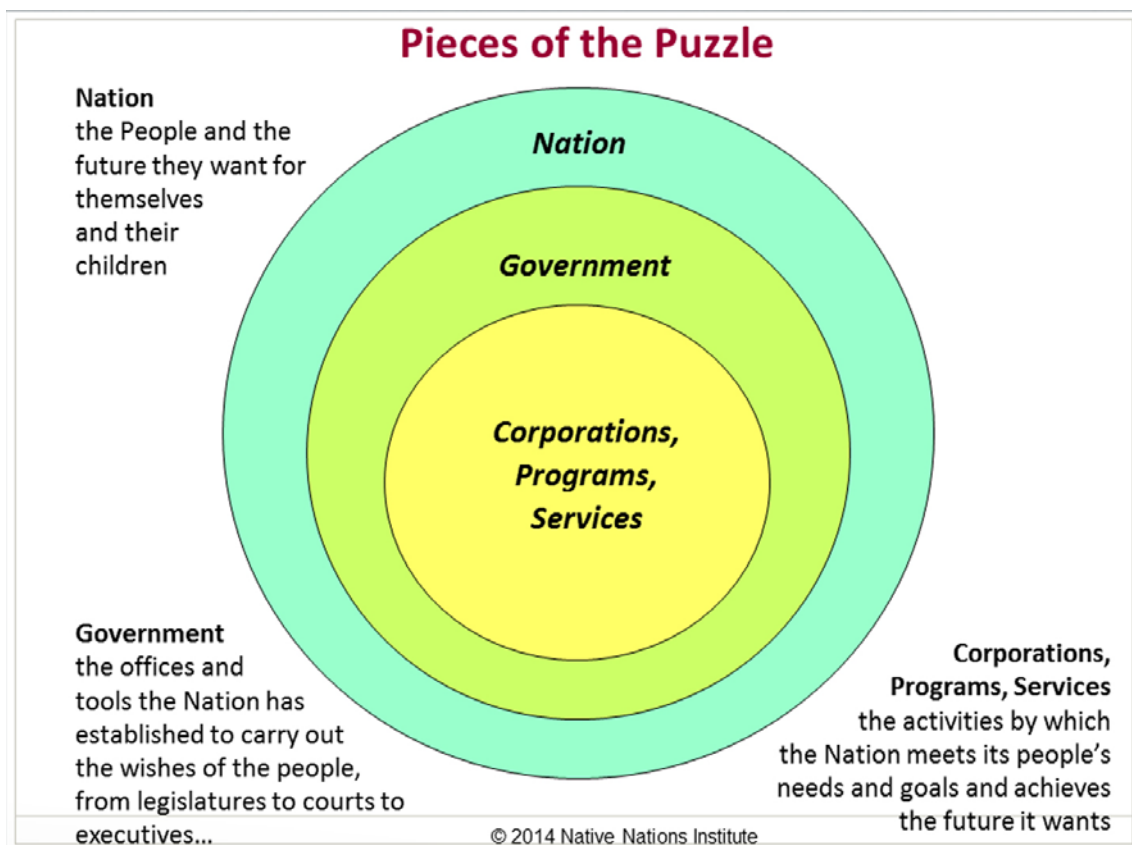 Pieces of the Puzzle
Nation
the People and the
future they want for
themselves
and their
children
Nation
Government
Corporations,
Programs,
Services
Government
the offices and
tools the Nation has
established to carry out
the wishes of the people,
from legislatures to courts to
executives...
Corporations,
Programs, Services
the activities by which
the Nation meets its people's
needs and goals and achieves
the future it wants
© 2014 Native Nations Institute